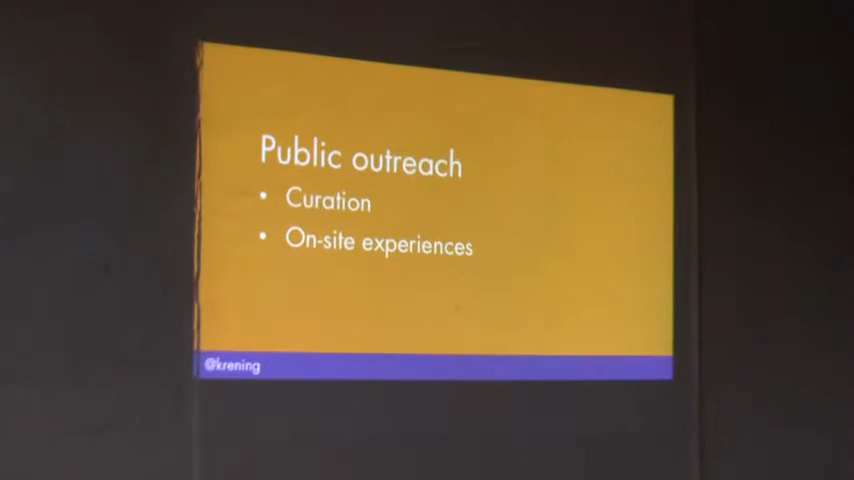 Public outreach
• Curation
• On-site experiences
@krening